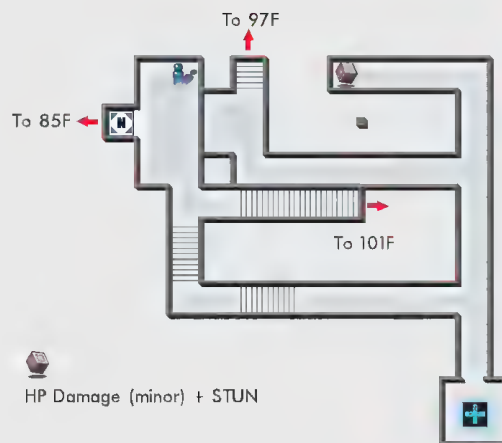 To 97F
To 85F
N
To 101F
HP Damage (minor) + STUN